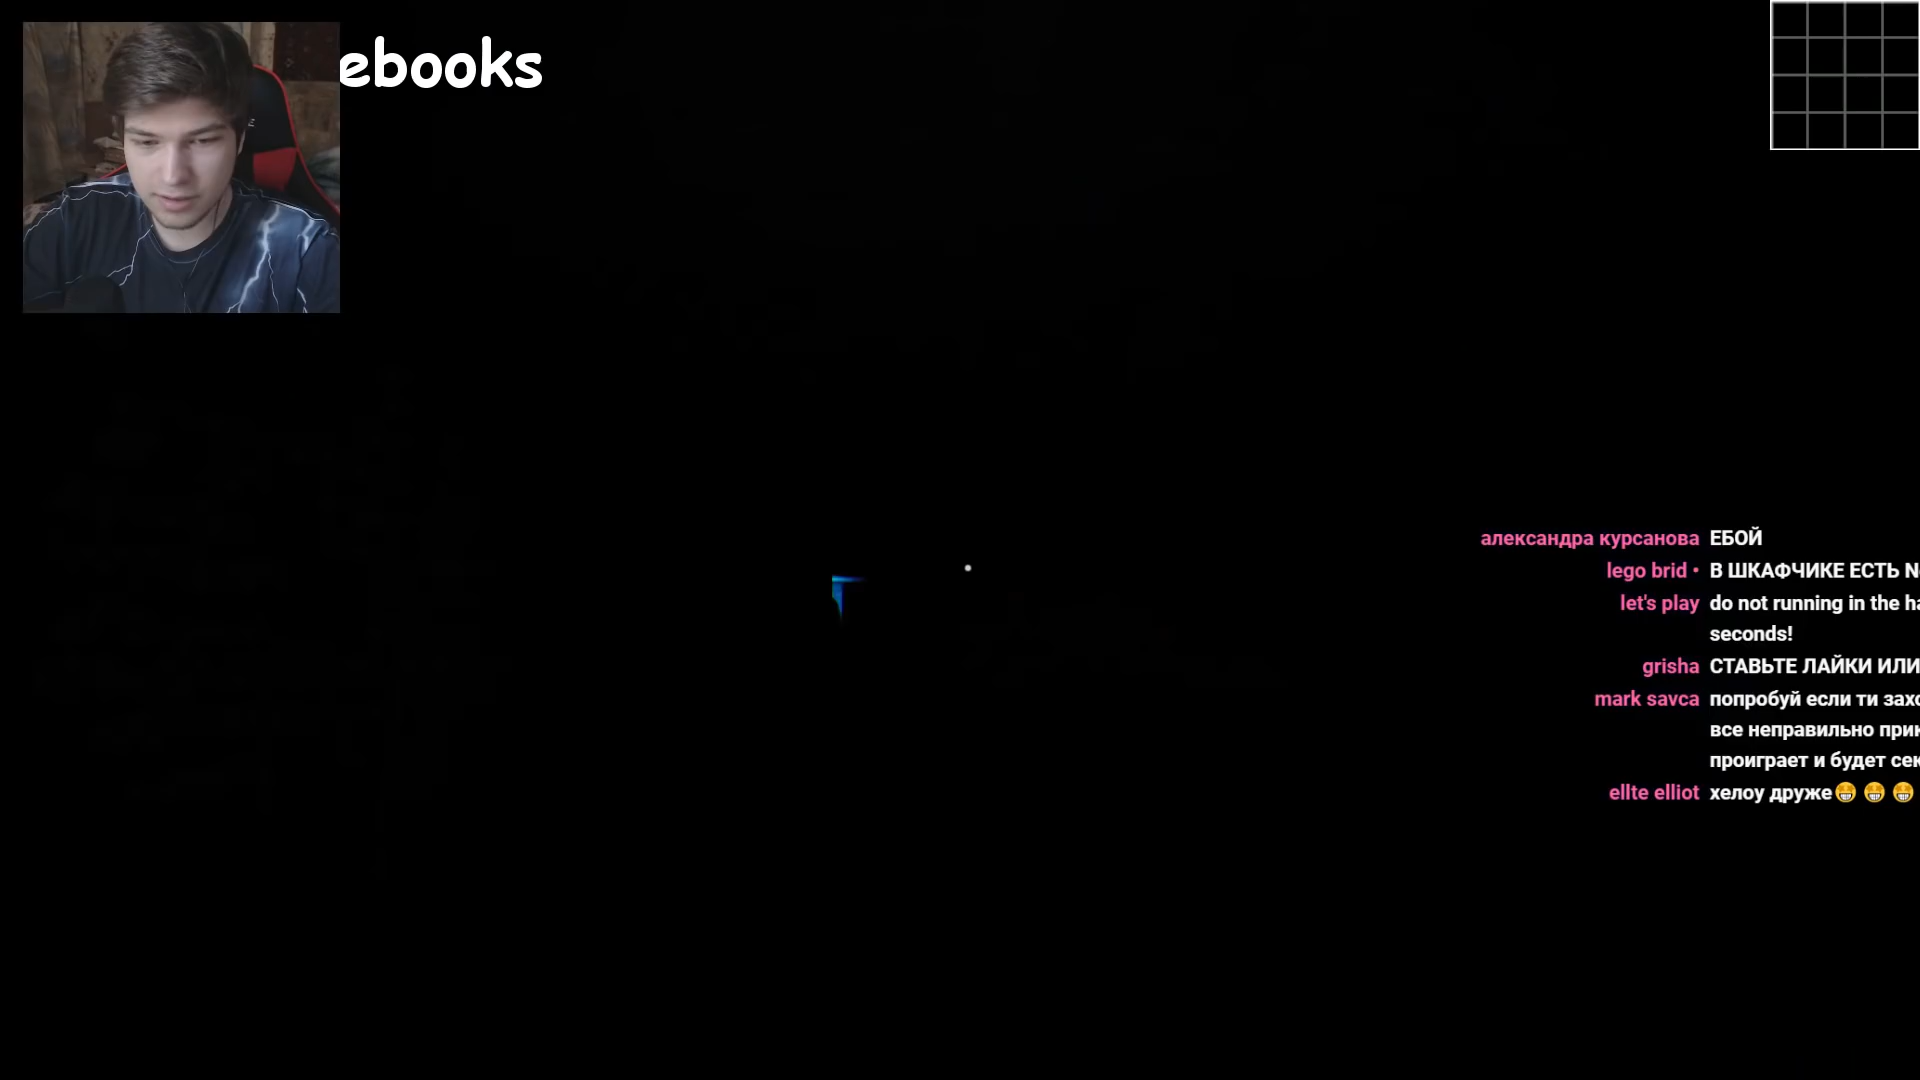 ebooks
александра курсанова ЕБОЙ
lego brid • В ШКАФЧИКЕ ЕСТЬ
let's play do not running in the
seconds!
grisha СТАВЬТЕ ЛАЙКИ ИЛИ
mark savca попробуй если ти
все неправильно
проиграет и будет
ellte elliot хелоу друже🤩 🤩 🤩